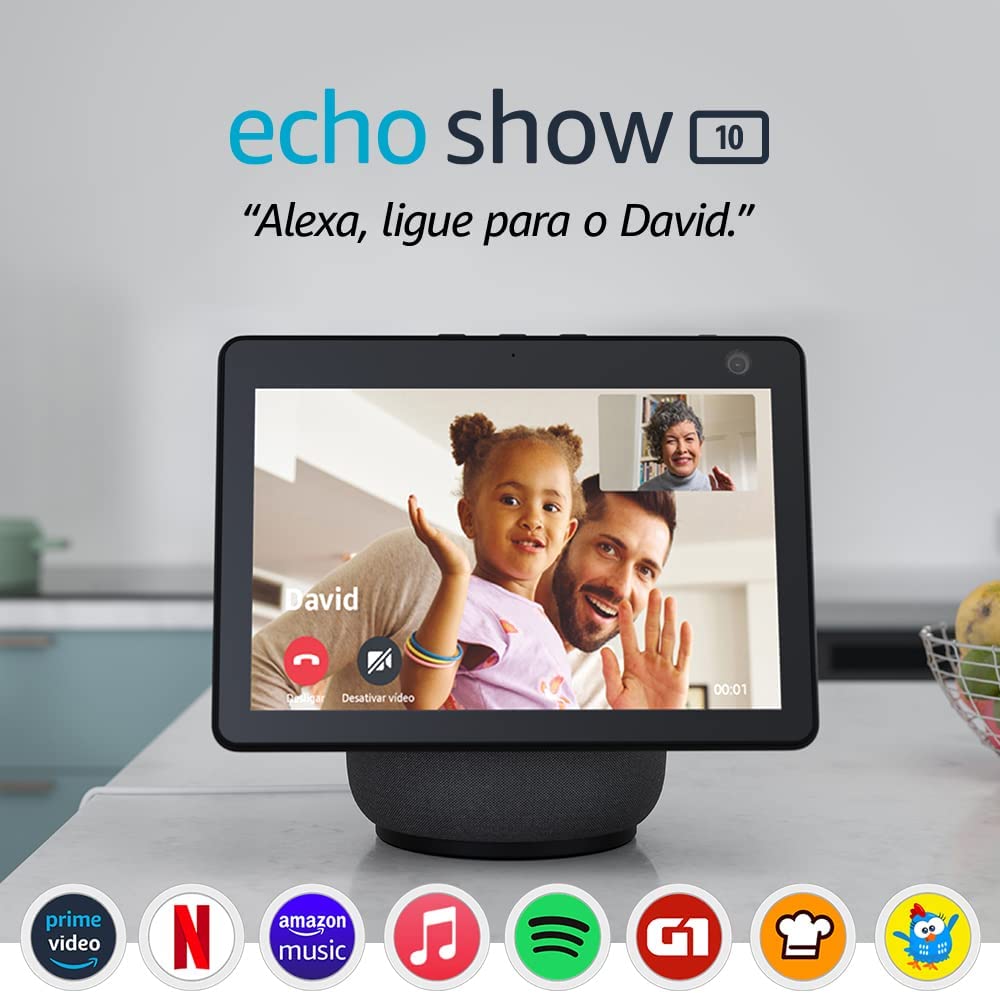 echo show 10
“Alexa, ligue para o David.”
David
Desligar
Desativar vídeo
00:01
prime video
N
amazon music
G1